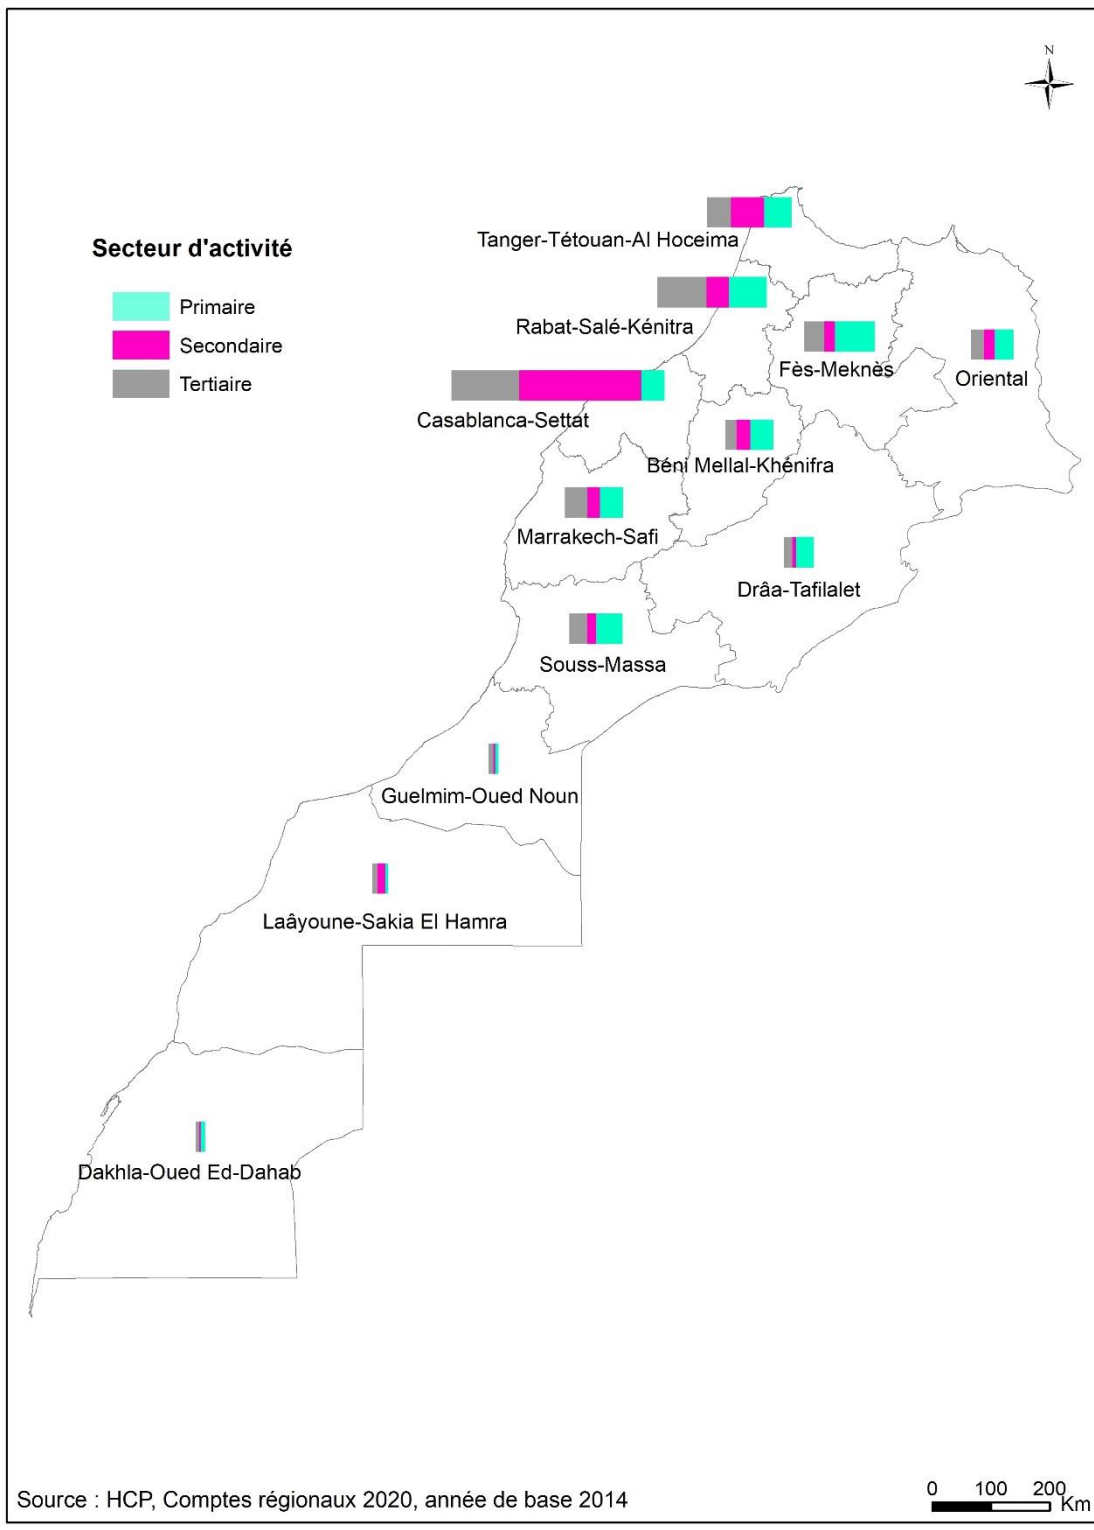 N
Secteur d'activité
Primaire
Secondaire
Tertiaire
Tanger-Tétouan-Al Hoceima
Rabat-Salé-Kénitra
Fès-Meknès
Oriental
Casablanca-Settat
Béni Mellal-Khénifra
Marrakech-Safi
Drâa-Tafilalet
Souss-Massa
Guelmim-Oued Noun
Laâyoune-Sakia El Hamra
Dakhla-Oued Ed-Dahab
Source : HCP, Comptes régionaux 2020, année de base 2014
0 100 200
Km